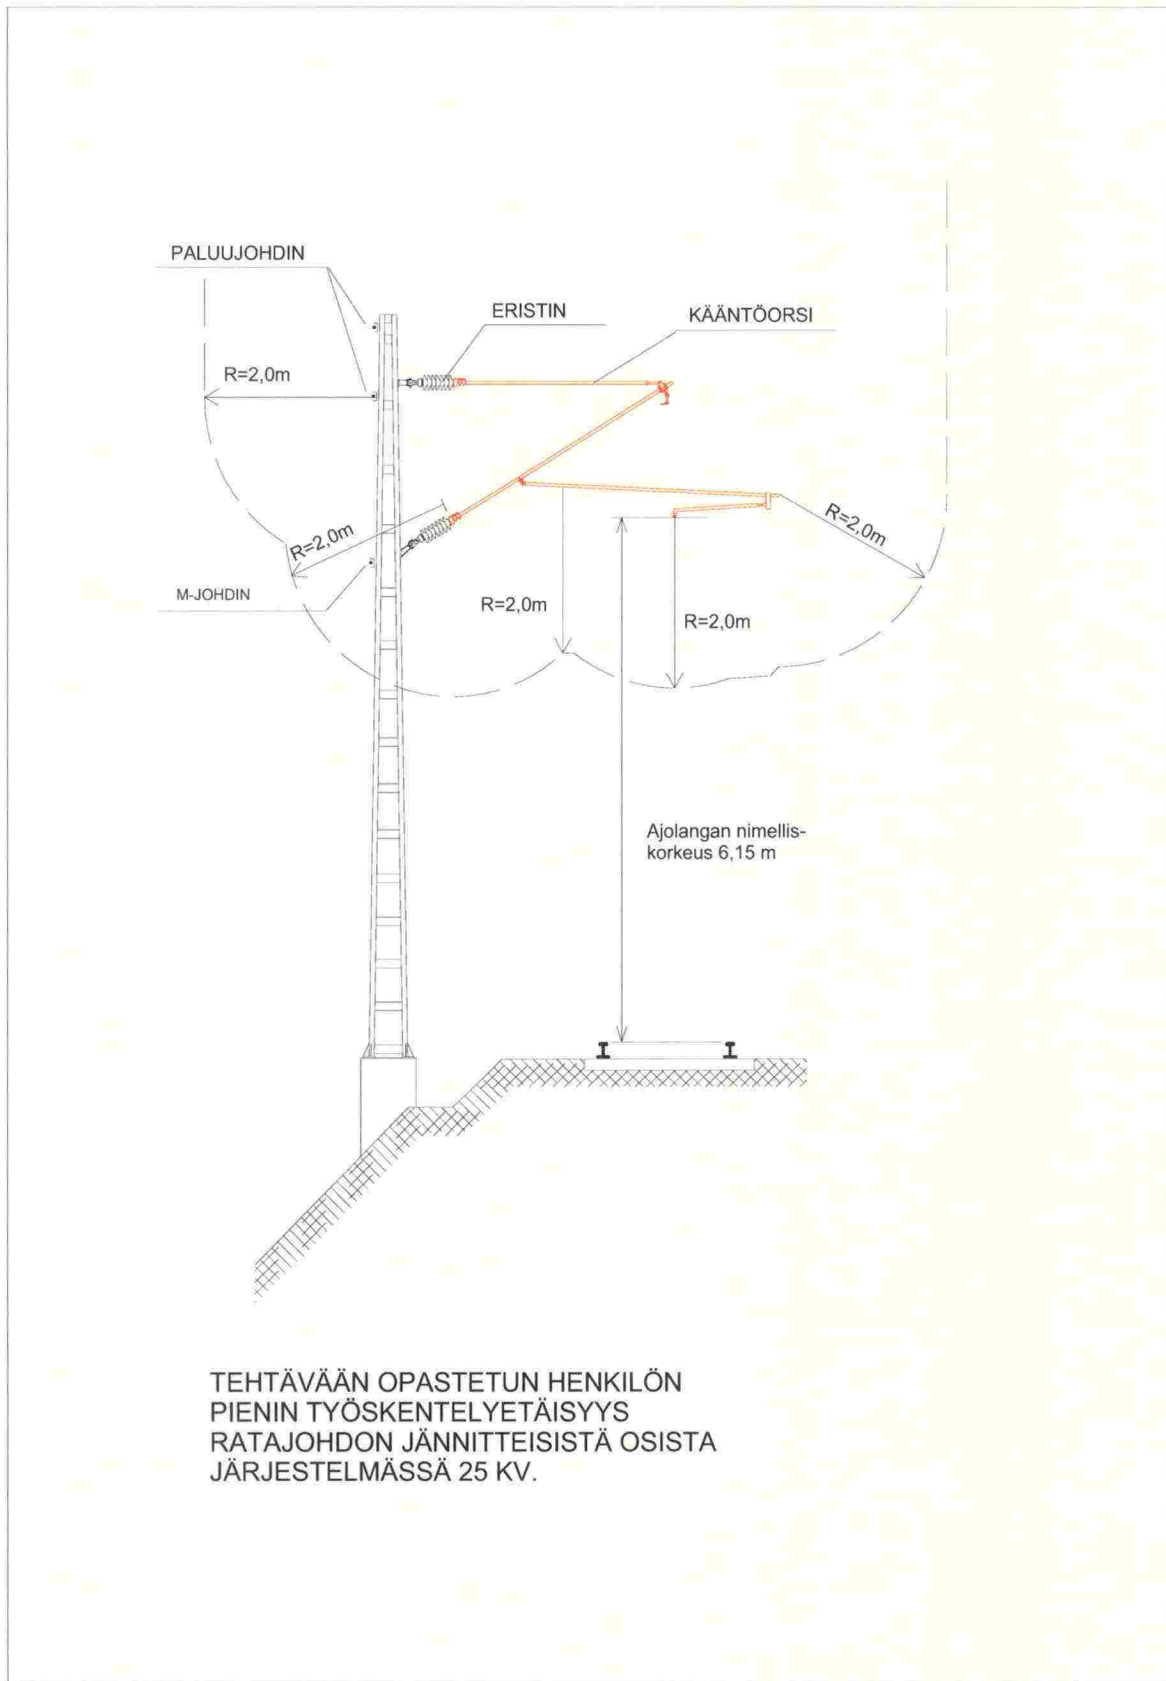 PALUUJOHDIN
ERISTIN
KÄÄNTÖORSI
R=2,0m
R=2,0m
R=2,0m
M-JOHDIN
R=2,0m
R=2,0m
Ajolangan nimellis-
korkeus 6,15 m
TEHTÄVÄÄN OPASTETUN HENKILÖN
PIENIN TYÖSKENTELYETÄISYYS
RATAJOHDON JÄNNITTEISISTÄ OSISTA
JÄRJESTELMÄSSÄ 25 KV.